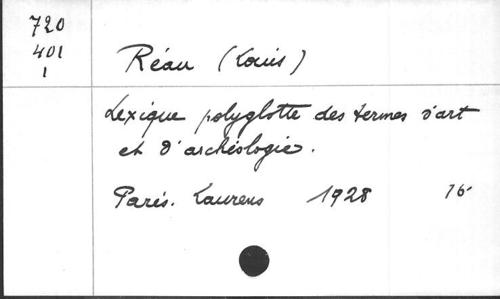 720
401
1
Réau (Louis)
Lexique polyglotte des termes d'art
et d'archéologie.
Paris. Laurens 1928 16-